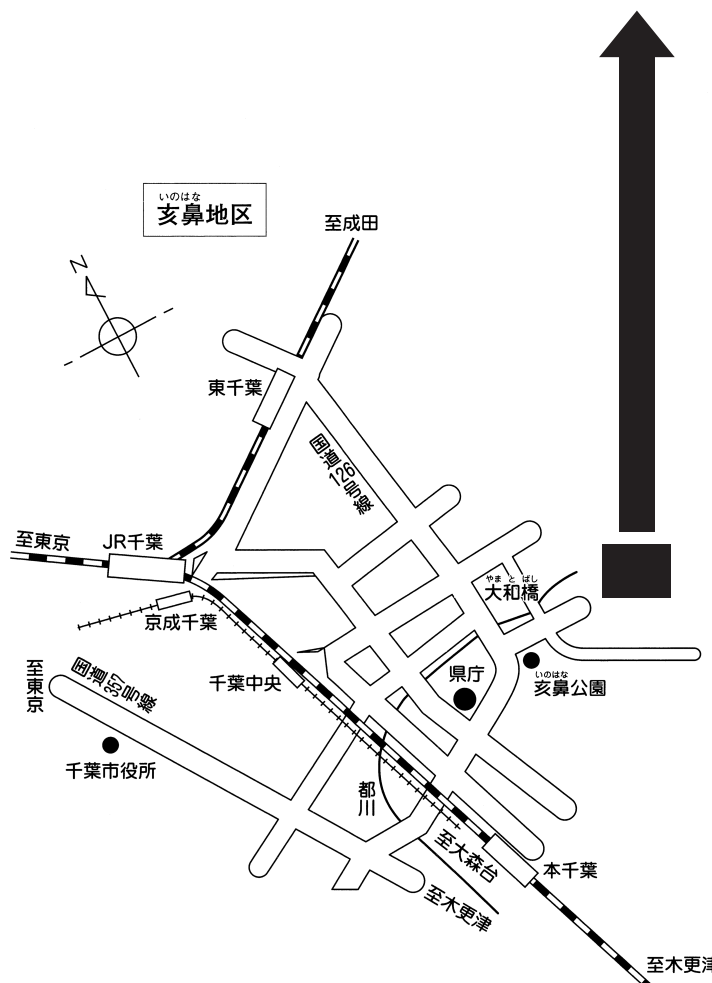 いのはな
亥鼻地区
至成田
N
東千葉
国道126号線
至東京
JR千葉
京成千葉
やまとばし
大和橋
至東京
国道357号線
千葉中央
県庁
いのはな
亥鼻公園
千葉市役所
都川
至大森台
本千葉
至木更津
至木更津